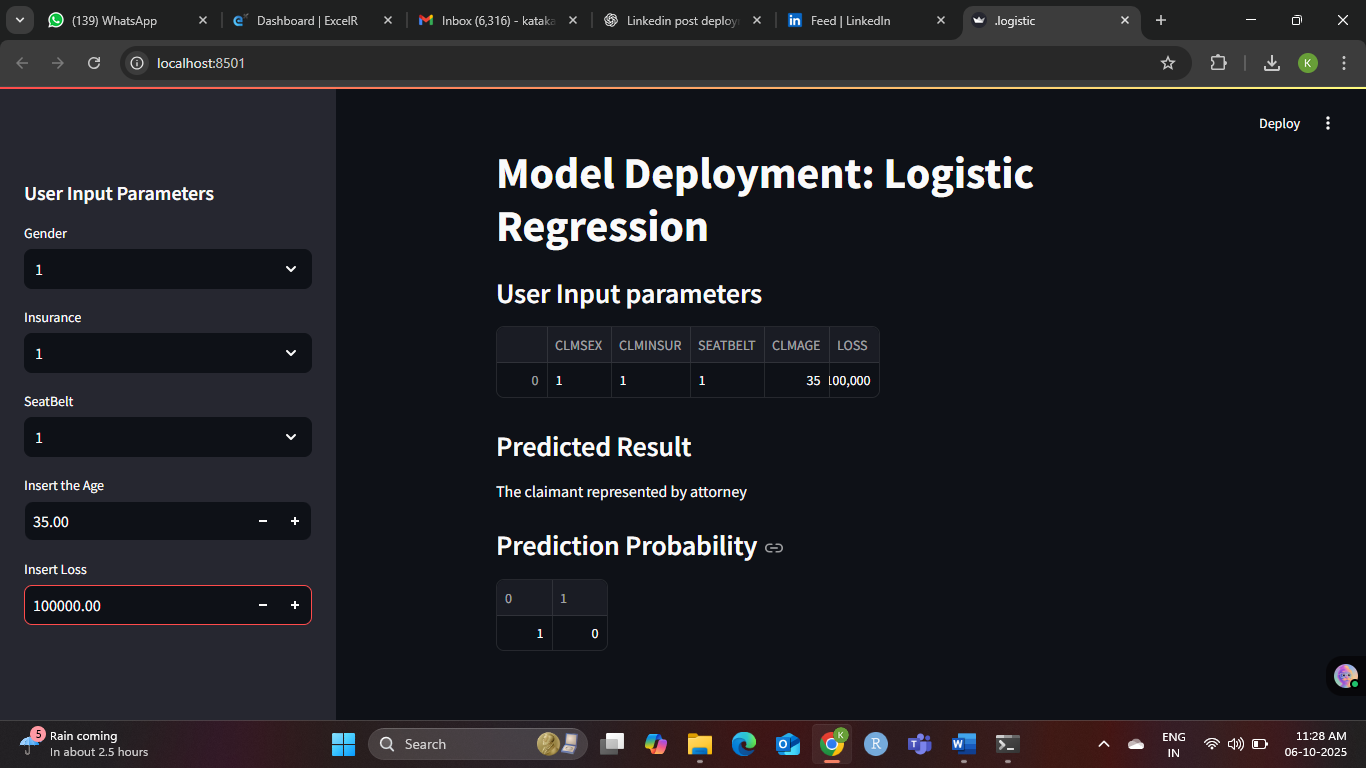 (139) WhatsApp
Dashboard | ExcelR
Inbox (6,316) - kataka
Linkedin post deploy
Feed | LinkedIn
.logistic
localhost:8501
K
Deploy
User Input Parameters
Gender
1
Insurance
1
SeatBelt
1
Insert the Age
35.00
Insert Loss
100000.00
Model Deployment: Logistic
Regression
User Input parameters
CLMSEX CLMINSUR SEATBELT CLMAGE LOSS
0 1 1 1 35 100,000
Predicted Result
The claimant represented by attorney
Prediction Probability
0 1
1 0
5
Rain coming
In about 2.5 hours
Search
K
R
ENG
IN
11:28 AM
06-10-2025